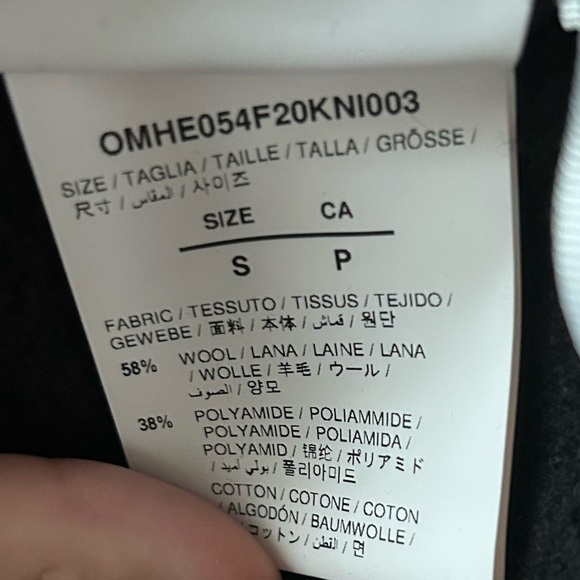 OMHE054F20KNI003
SIZE / TAGLIA / TAILLE / TALLA / GRÖSSE /
尺寸 / المقاس / 사이즈
SIZE CA
S P
FABRIC / TESSUTO / TISSUS / TEJIDO /
GEWEBE / 面料 / 本体 / قماش / 원단
58% WOOL / LANA / LAINE / LANA
/ WOLLE / 羊毛 / ウール /
الصوف / 양모
38% POLYAMIDE / POLIAMMIDE /
POLYAMIDE / POLIAMIDA /
POLYAMID / 锦纶 / ポリアミド
/ بولي أميد / 폴리아미드
COTTON / COTONE / COTON
/ ALGODÓN / BAUMWOLLE /
コットン / القطن / 면